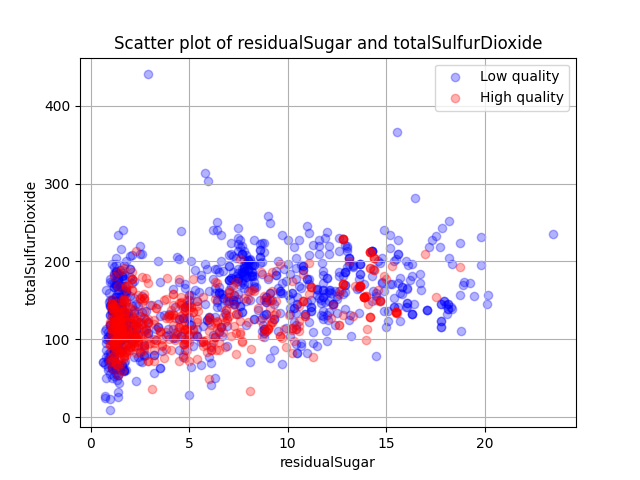 Scatter plot of residualSugar and totalSulfurDioxide
Low quality
High quality
400
300
200
100
0
totalSulfurDioxide
0 5 10 15 20
residualSugar